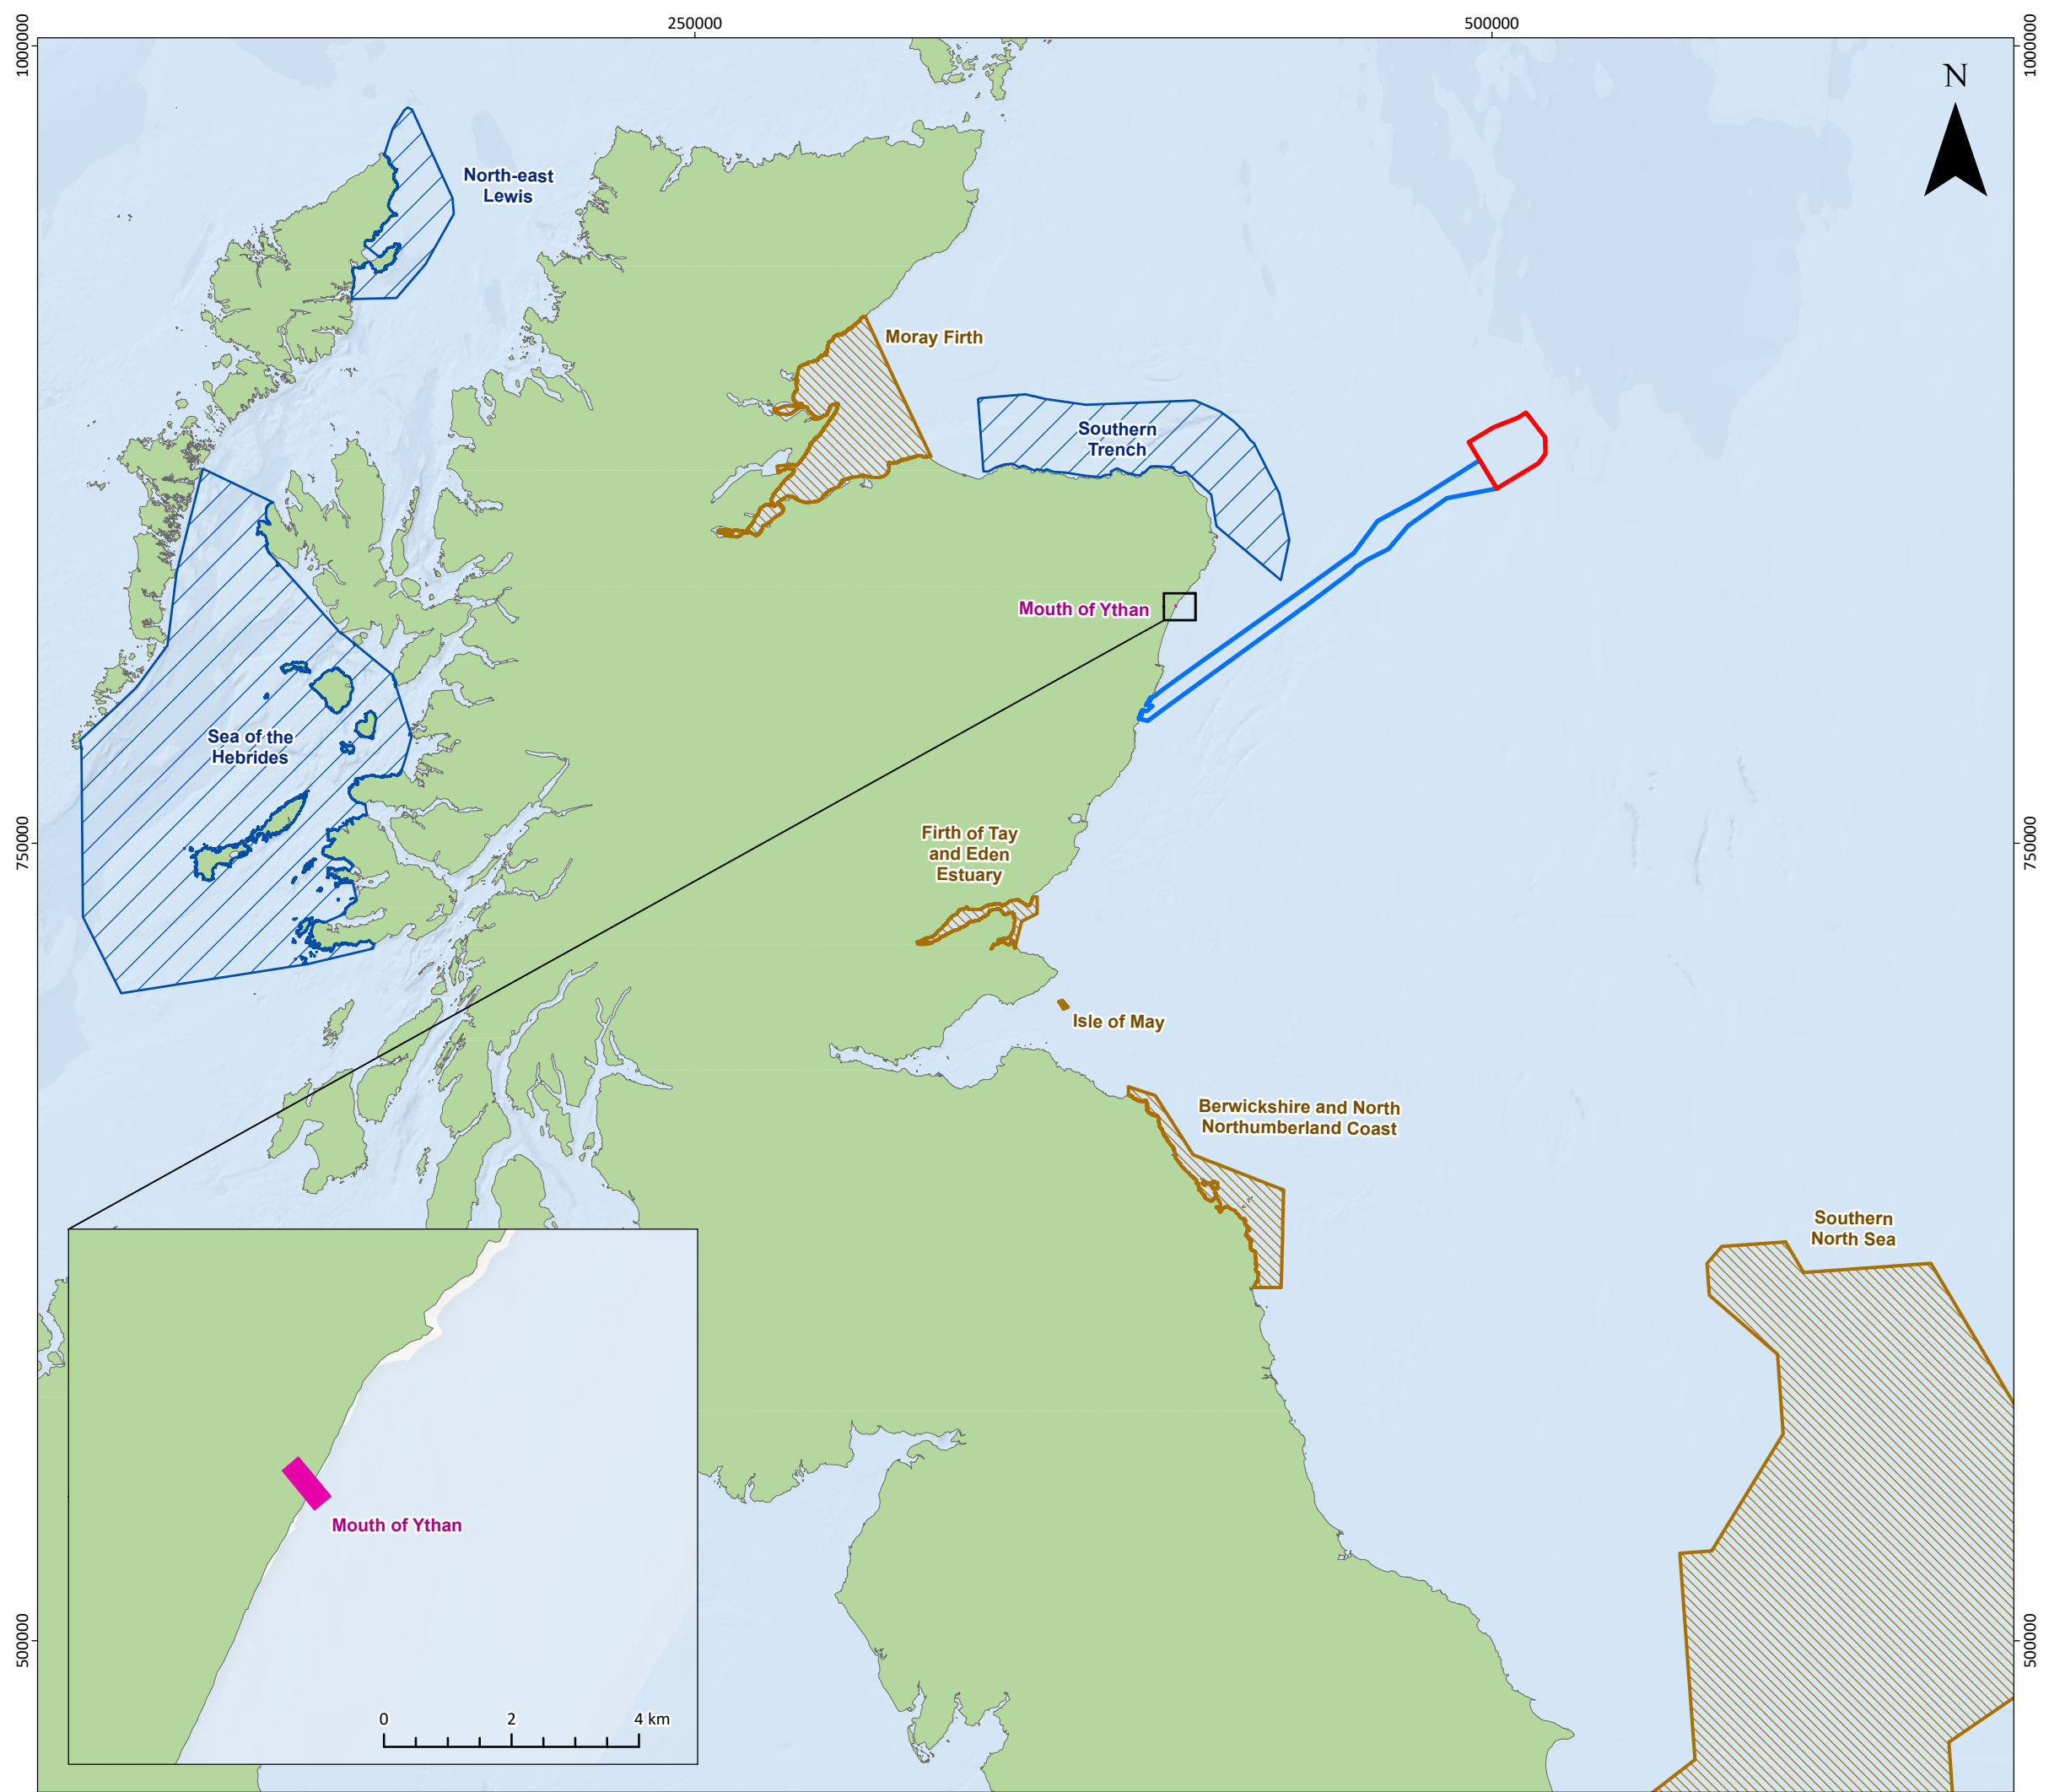 250000
500000
1000000
1000000
N
North-east
Lewis
Moray Firth
Southern
Trench
Mouth of Ythan
Sea of the
Hebrides
750000
750000
Firth of Tay
and Eden
Estuary
Isle of May
Berwickshire and North
Northumberland Coast
Southern
North Sea
Mouth of Ythan
500000
500000
0 2 4 km